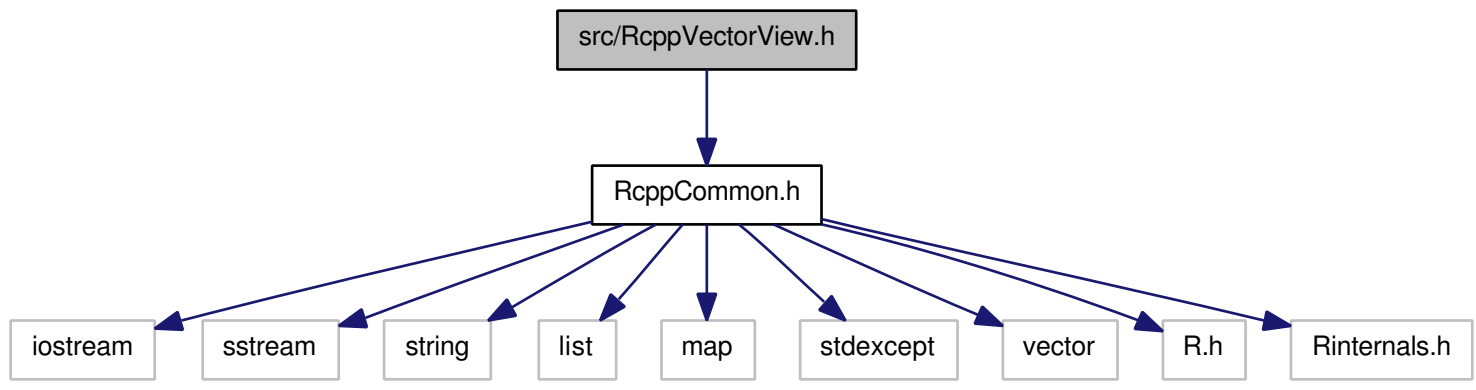 src/RcppVectorView.h
RcppCommon.h
iostream
sstream
string
list
map
stdexcept
vector
R.h
Rinternals.h